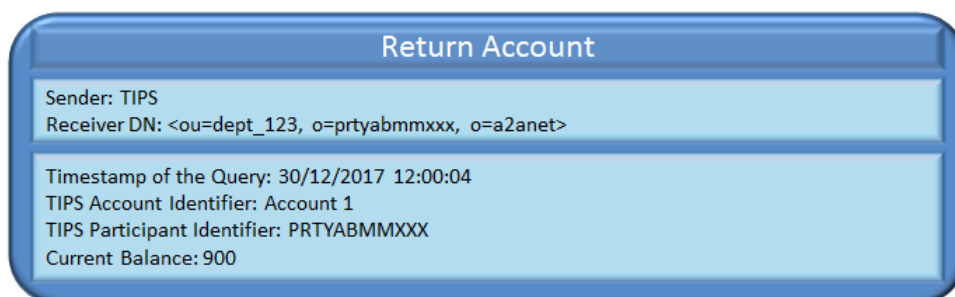 Return Account
Sender: TIPS
Receiver DN: <ou=dept_123, o=prtyabmmxxx, o=a2anet>
Timestamp of the Query: 30/12/2017 12:00:04
TIPS Account Identifier: Account 1
TIPS Participant Identifier: PRTYABMMXXX
Current Balance: 900